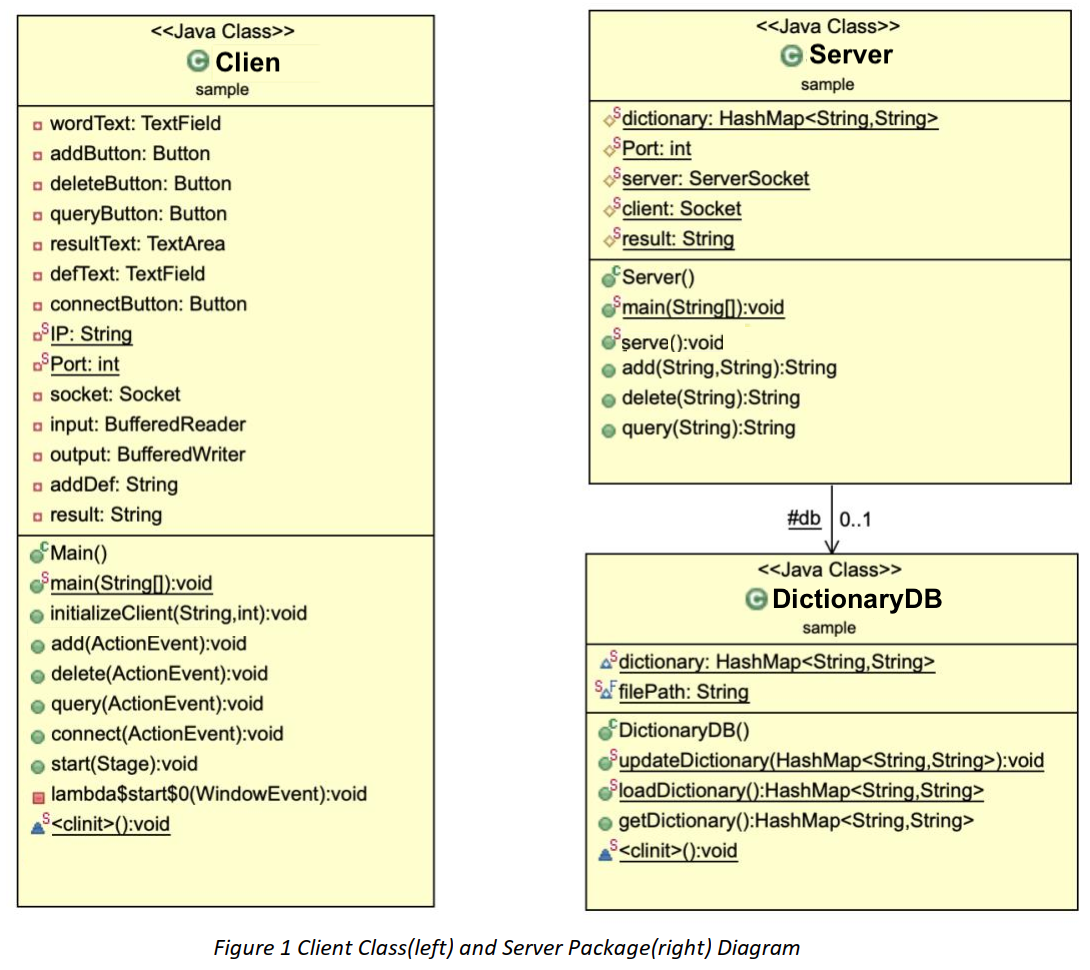 <<Java Class>>
C Clien
sample
wordText: TextField
addButton: Button
deleteButton: Button
queryButton: Button
resultText: TextArea
defText: TextField
connectButton: Button
S IP: String
S Port: int
socket: Socket
input: BufferedReader
output: BufferedWriter
addDef: String
result: String
C Main()
S main(String[]):void
initializeClient(String,int):void
add(ActionEvent):void
delete(ActionEvent):void
query(ActionEvent):void
connect(ActionEvent):void
start(Stage):void
lambda$start$0(WindowEvent):void
S <clinit>():void
<<Java Class>>
C Server
sample
S dictionary: HashMap<String,String>
S Port: int
S server: ServerSocket
S client: Socket
S result: String
C Server()
S main(String[]):void
S serve():void
add(String,String):String
delete(String):String
query(String):String
#db 0..1
<<Java Class>>
C DictionaryDB
sample
S dictionary: HashMap<String,String>
S F filePath: String
C DictionaryDB()
S updateDictionary(HashMap<String,String>):void
S loadDictionary():HashMap<String,String>
getDictionary():HashMap<String,String>
S <clinit>():void
Figure 1 Client Class(left) and Server Package(right) Diagram